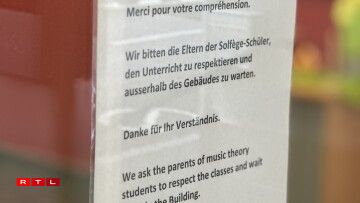 Merci pour votre compréhension.
Wir bitten die Eltern der Solfège-Schüler,
den Unterricht zu respektieren und
ausserhalb des Gebäudes zu warten.
Danke für Ihr Verständnis.
We ask the parents of music theory
students to respect the classes and wait
the Building.
RTL